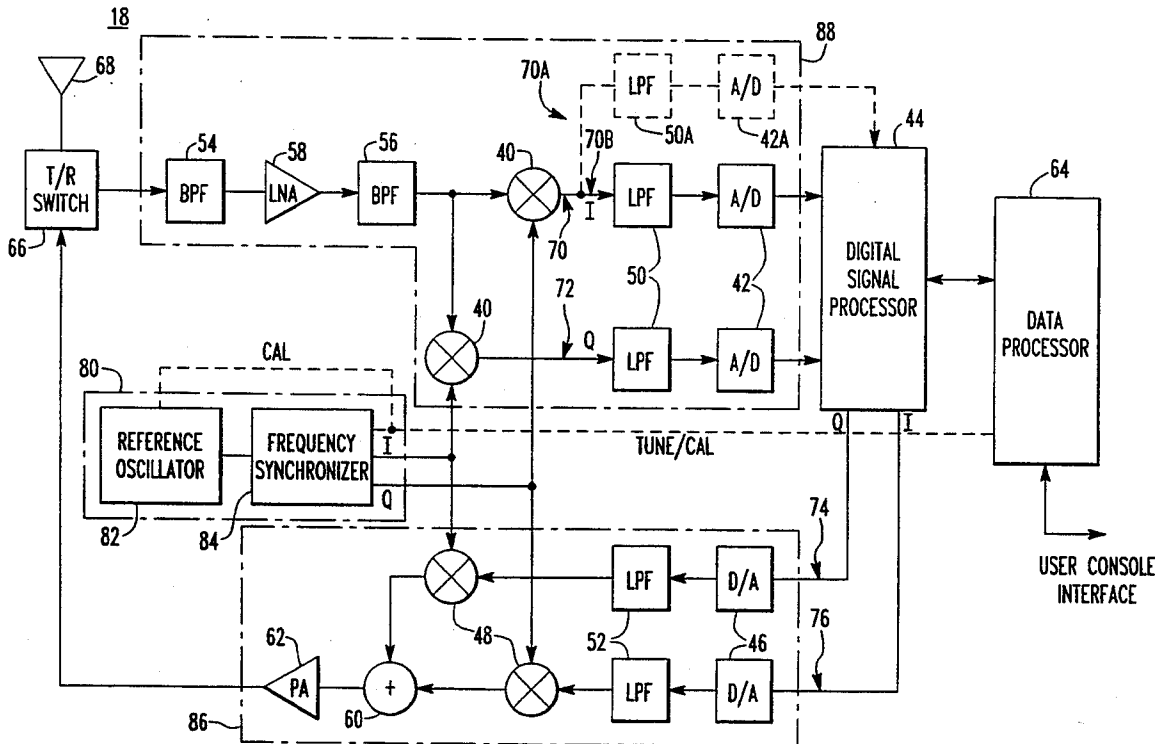 18
68
88
70A
LPF
A/D
50A
42A
44
54
58
56
40
70B
64
T/R
SWITCH
BPF
LNA
BPF
I
LPF
A/D
66
70
50
42
DIGITAL
SIGNAL
PROCESSOR
DATA
PROCESSOR
40
72
Q
LPF
A/D
CAL
80
REFERENCE
OSCILLATOR
FREQUENCY
SYNCHRONIZER
I
Q
TUNE/CAL
Q
I
82
84
74
LPF
D/A
USER CONSOLE
INTERFACE
62
48
52
46
76
PA
+
LPF
D/A
86
60